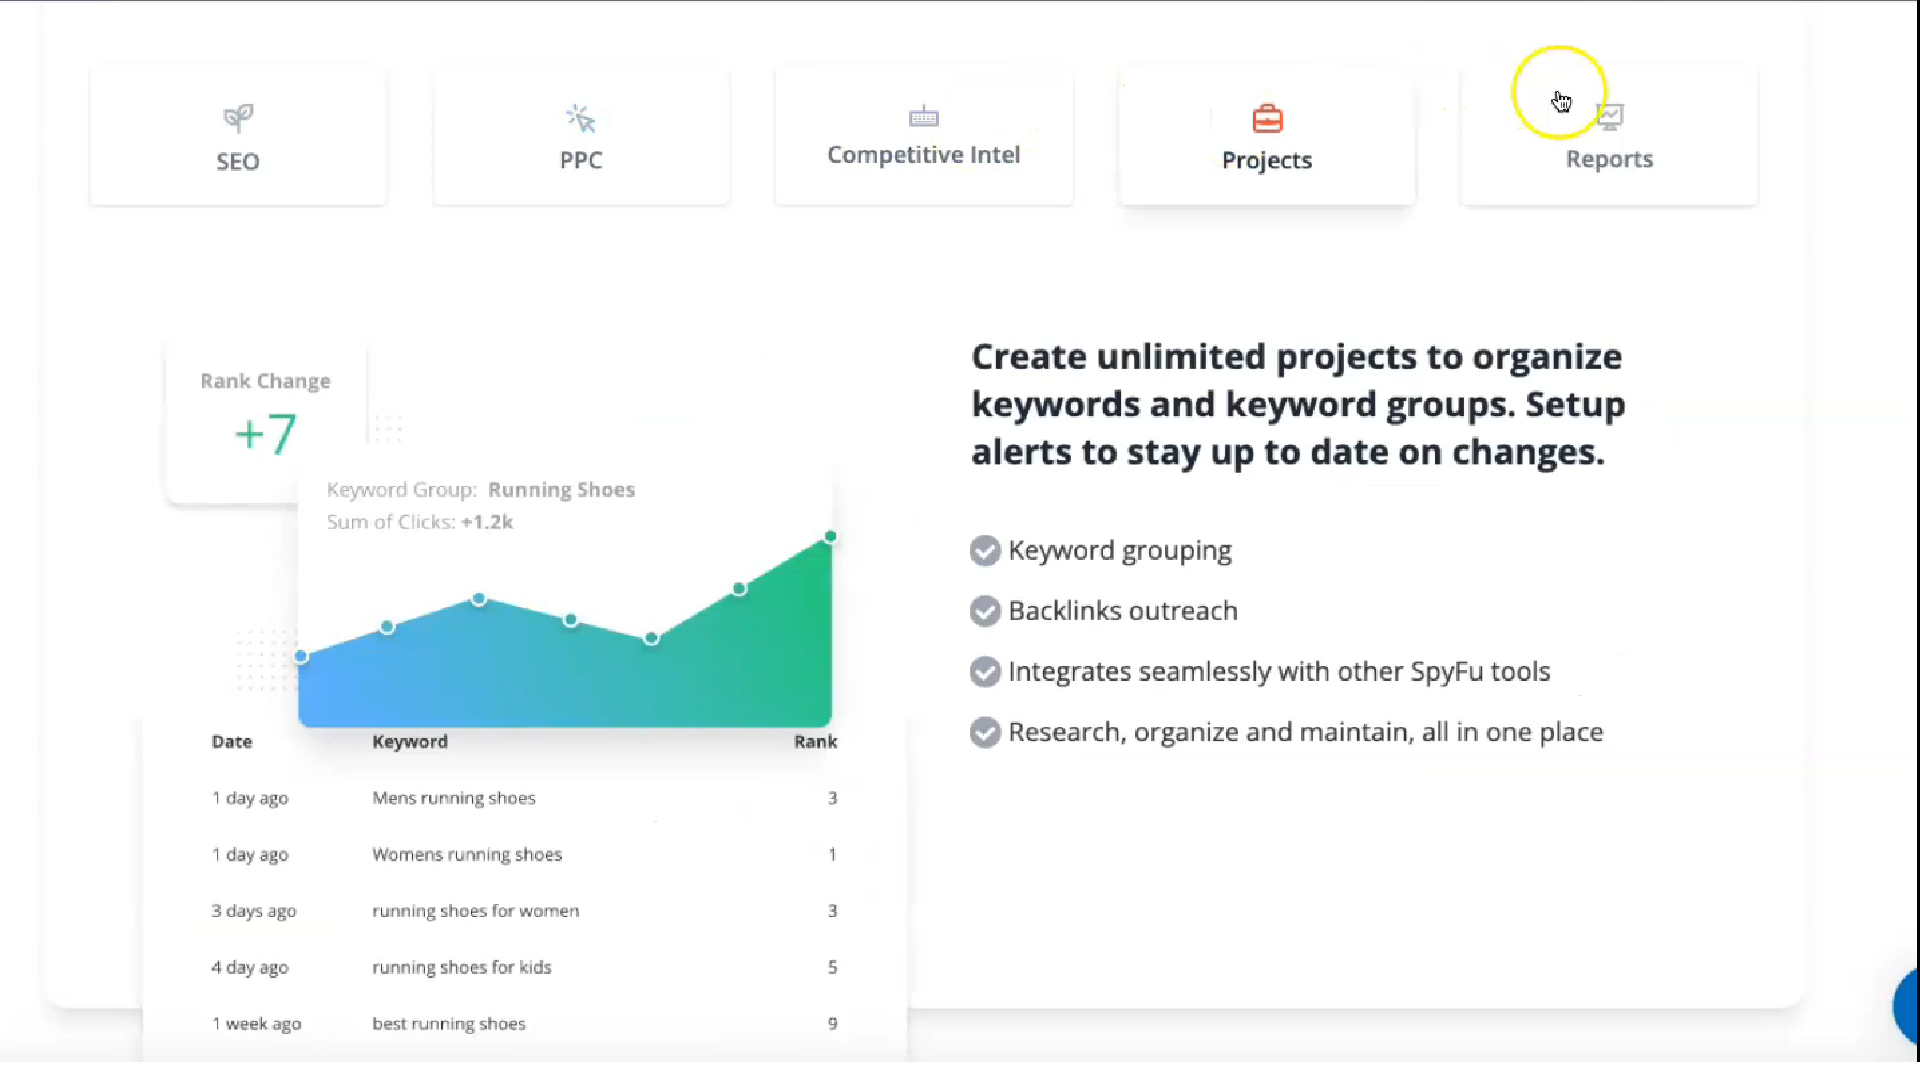 SEO
PPC
Competitive Intel
Projects
Reports
Rank Change
+7
Keyword Group: Running Shoes
Sum of Clicks: +1.2k
Date Keyword Rank
1 day ago Mens running shoes 3
1 day ago Womens running shoes 1
3 days ago running shoes for women 3
4 day ago running shoes for kids 5
1 week ago best running shoes 9
Create unlimited projects to organize
keywords and keyword groups. Setup
alerts to stay up to date on changes.
Keyword grouping
Backlinks outreach
Integrates seamlessly with other SpyFu tools
Research, organize and maintain, all in one place